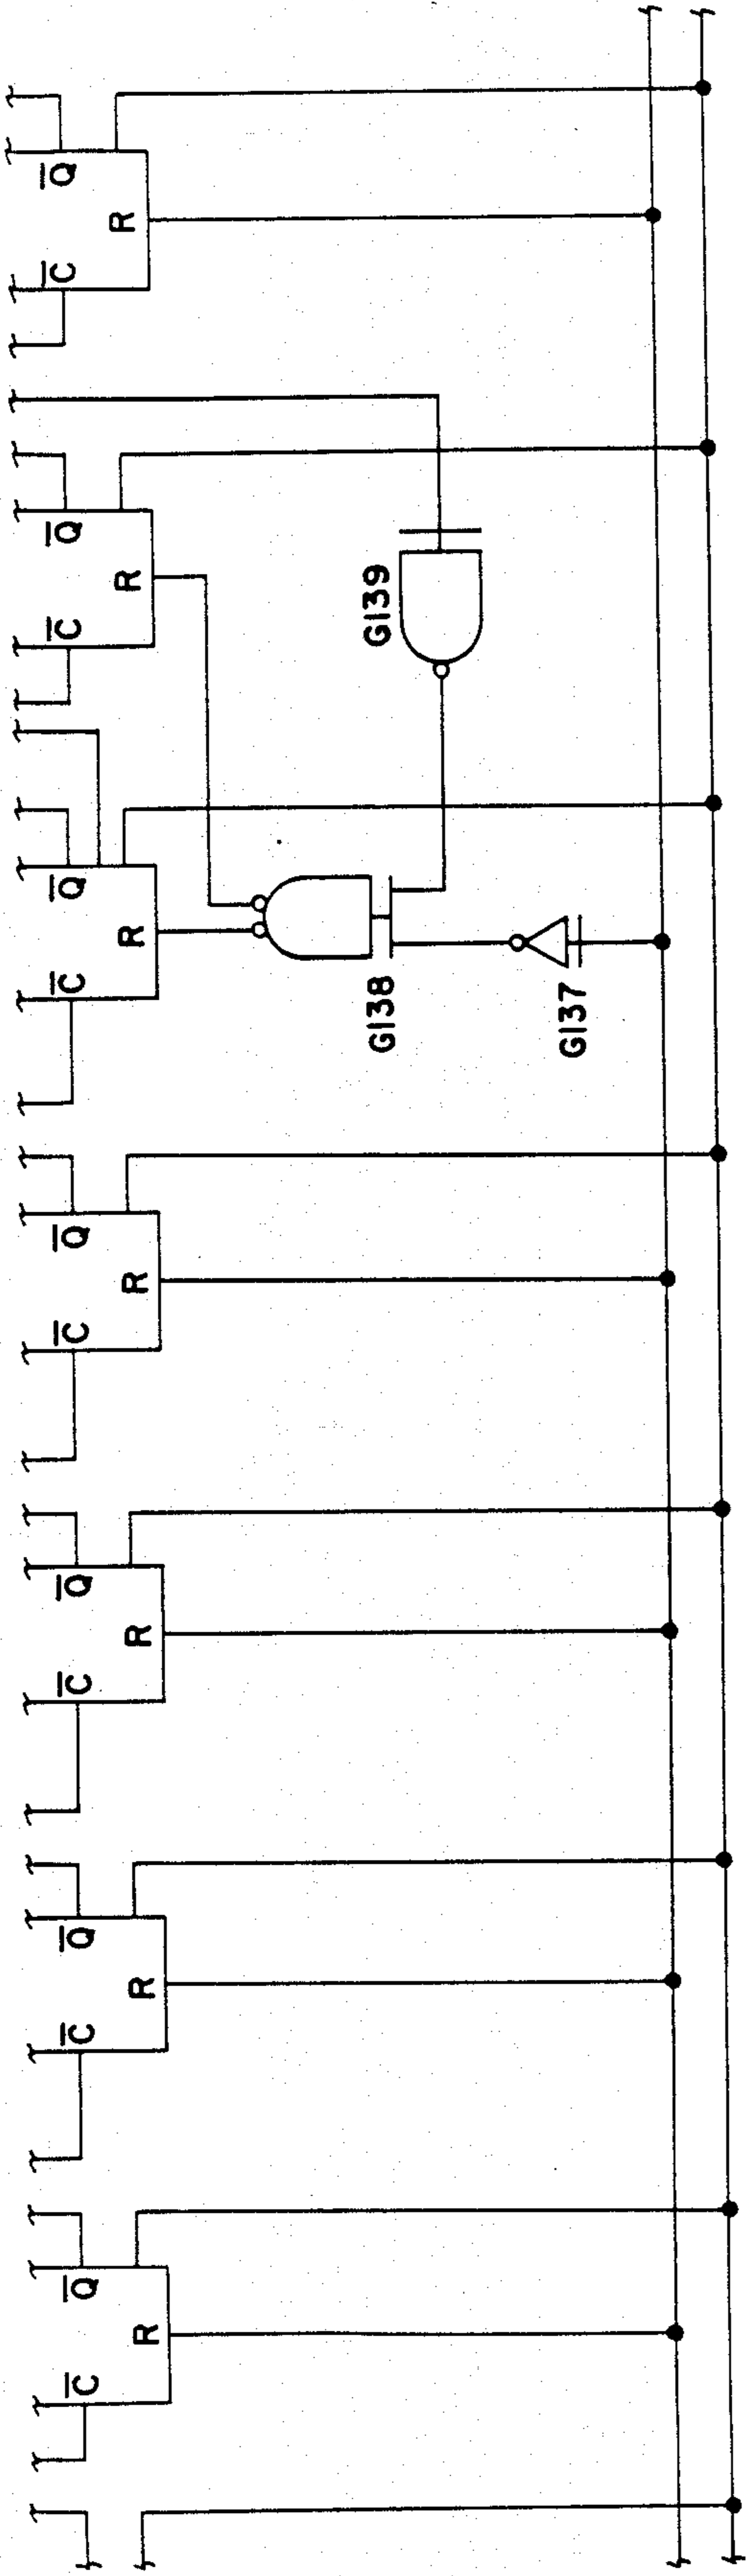 C̅ Q̅ C̅ Q̅ C̅ Q̅ C̅ Q̅ C̅ Q̅ C̅ Q̅ C̅ Q̅
R R R R R R R
G138 G139
G137